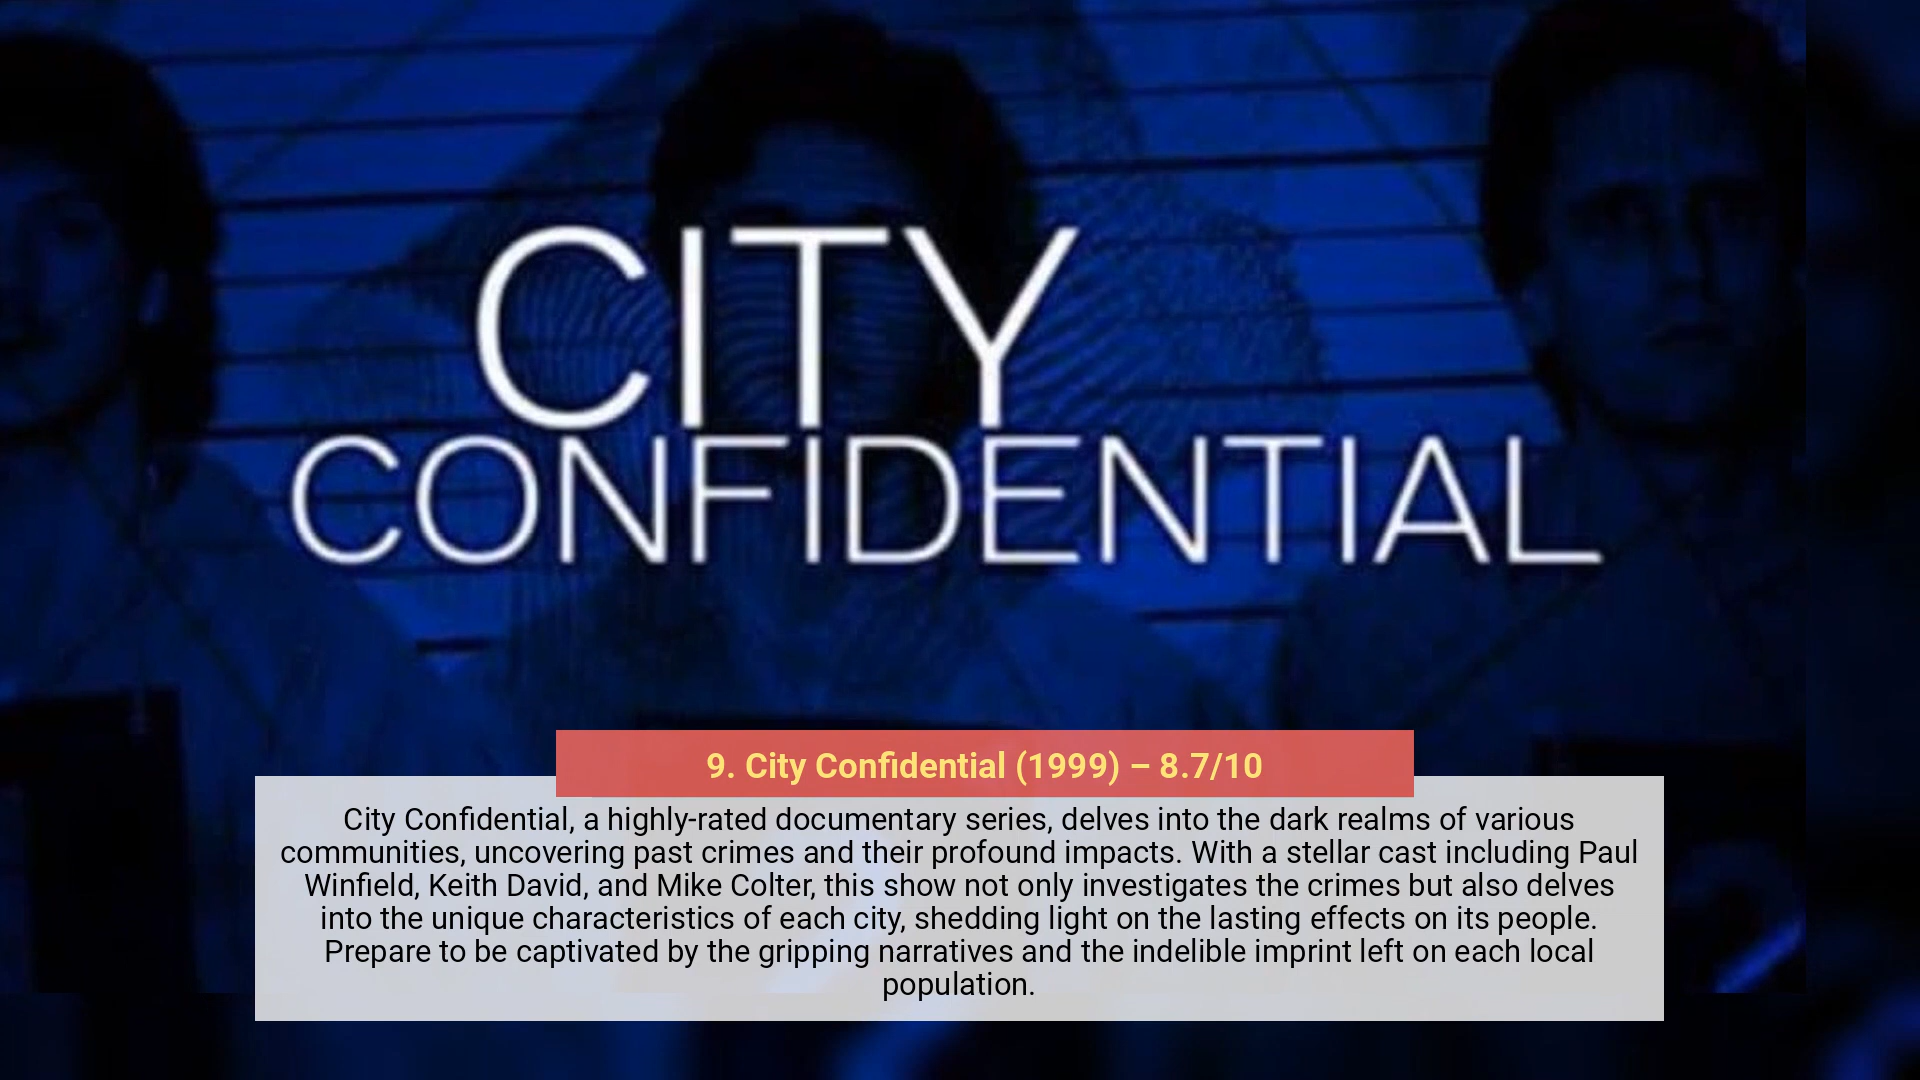 CITY
CONFIDENTIAL
9. City Confidential (1999) – 8.7/10
City Confidential, a highly-rated documentary series, delves into the dark realms of various
communities, uncovering past crimes and their profound impacts. With a stellar cast including Paul
Winfield, Keith David, and Mike Colter, this show not only investigates the crimes but also delves
into the unique characteristics of each city, shedding light on the lasting effects on its people.
Prepare to be captivated by the gripping narratives and the indelible imprint left on each local
population.